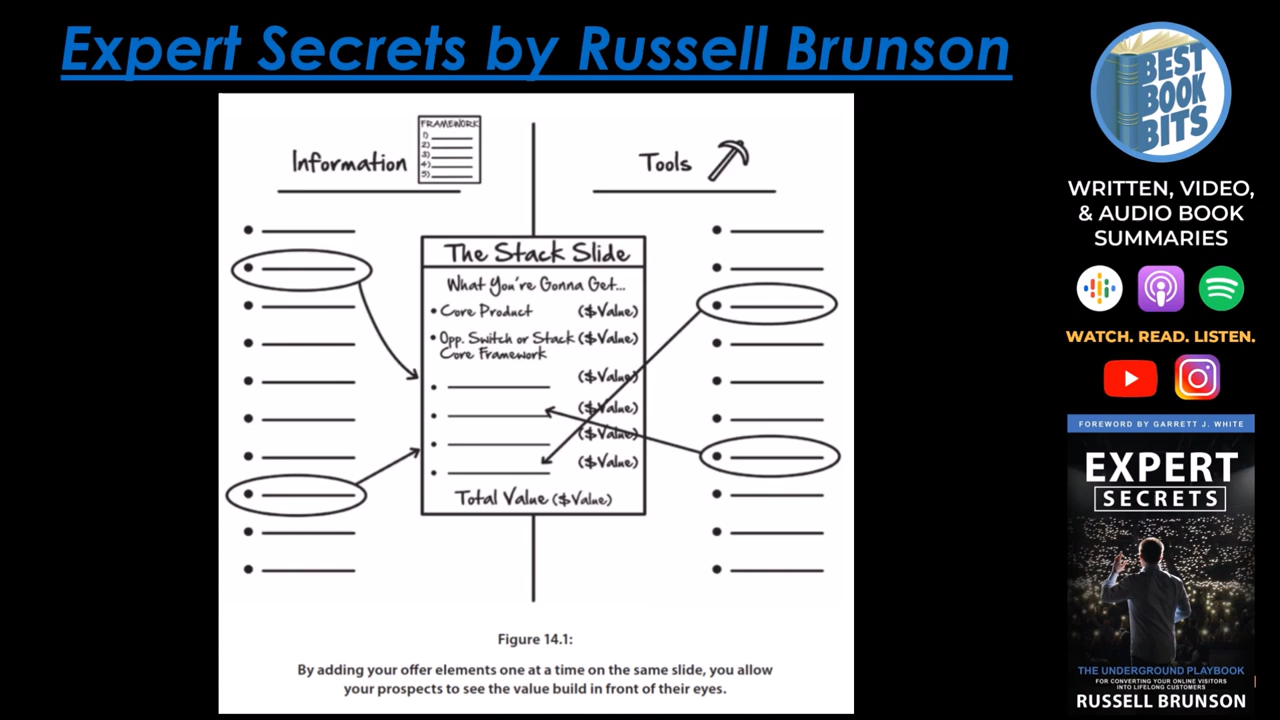 Expert Secrets by Russell Brunson
FRAMEWORK
1)
2)
3)
4)
5)
Information
Tools
The Stack Slide
What You're Gonna Get...
• Core Product ($Value)
• Opp. Switch or Stack ($Value)
Core Framework
• ($Value)
• ($Value)
• ($Value)
• ($Value)
Total Value ($Value)
Figure 14.1:
By adding your offer elements one at a time on the same slide, you allow
your prospects to see the value build in front of their eyes.
BEST
BOOK
BITS
WRITTEN, VIDEO,
& AUDIO BOOK
SUMMARIES
WATCH. READ. LISTEN.
FOREWORD BY GARRETT J. WHITE
EXPERT
SECRETS
THE UNDERGROUND PLAYBOOK
FOR CONVERTING YOUR ONLINE VISITORS
INTO LIFELONG CUSTOMERS
RUSSELL BRUNSON